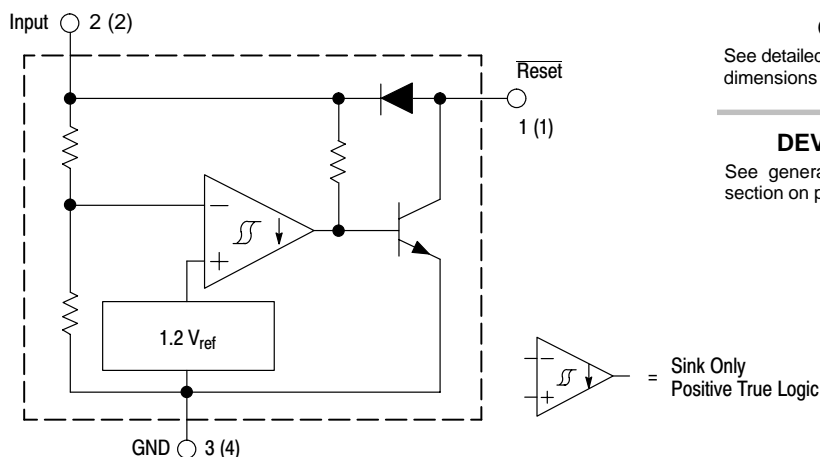 Input 2 (2)
Reset
1 (1)
−
+
1.2 Vref
GND 3 (4)
− + = Sink Only
Positive True Logic
See detailed
dimensions
DEV
See genera
section on p